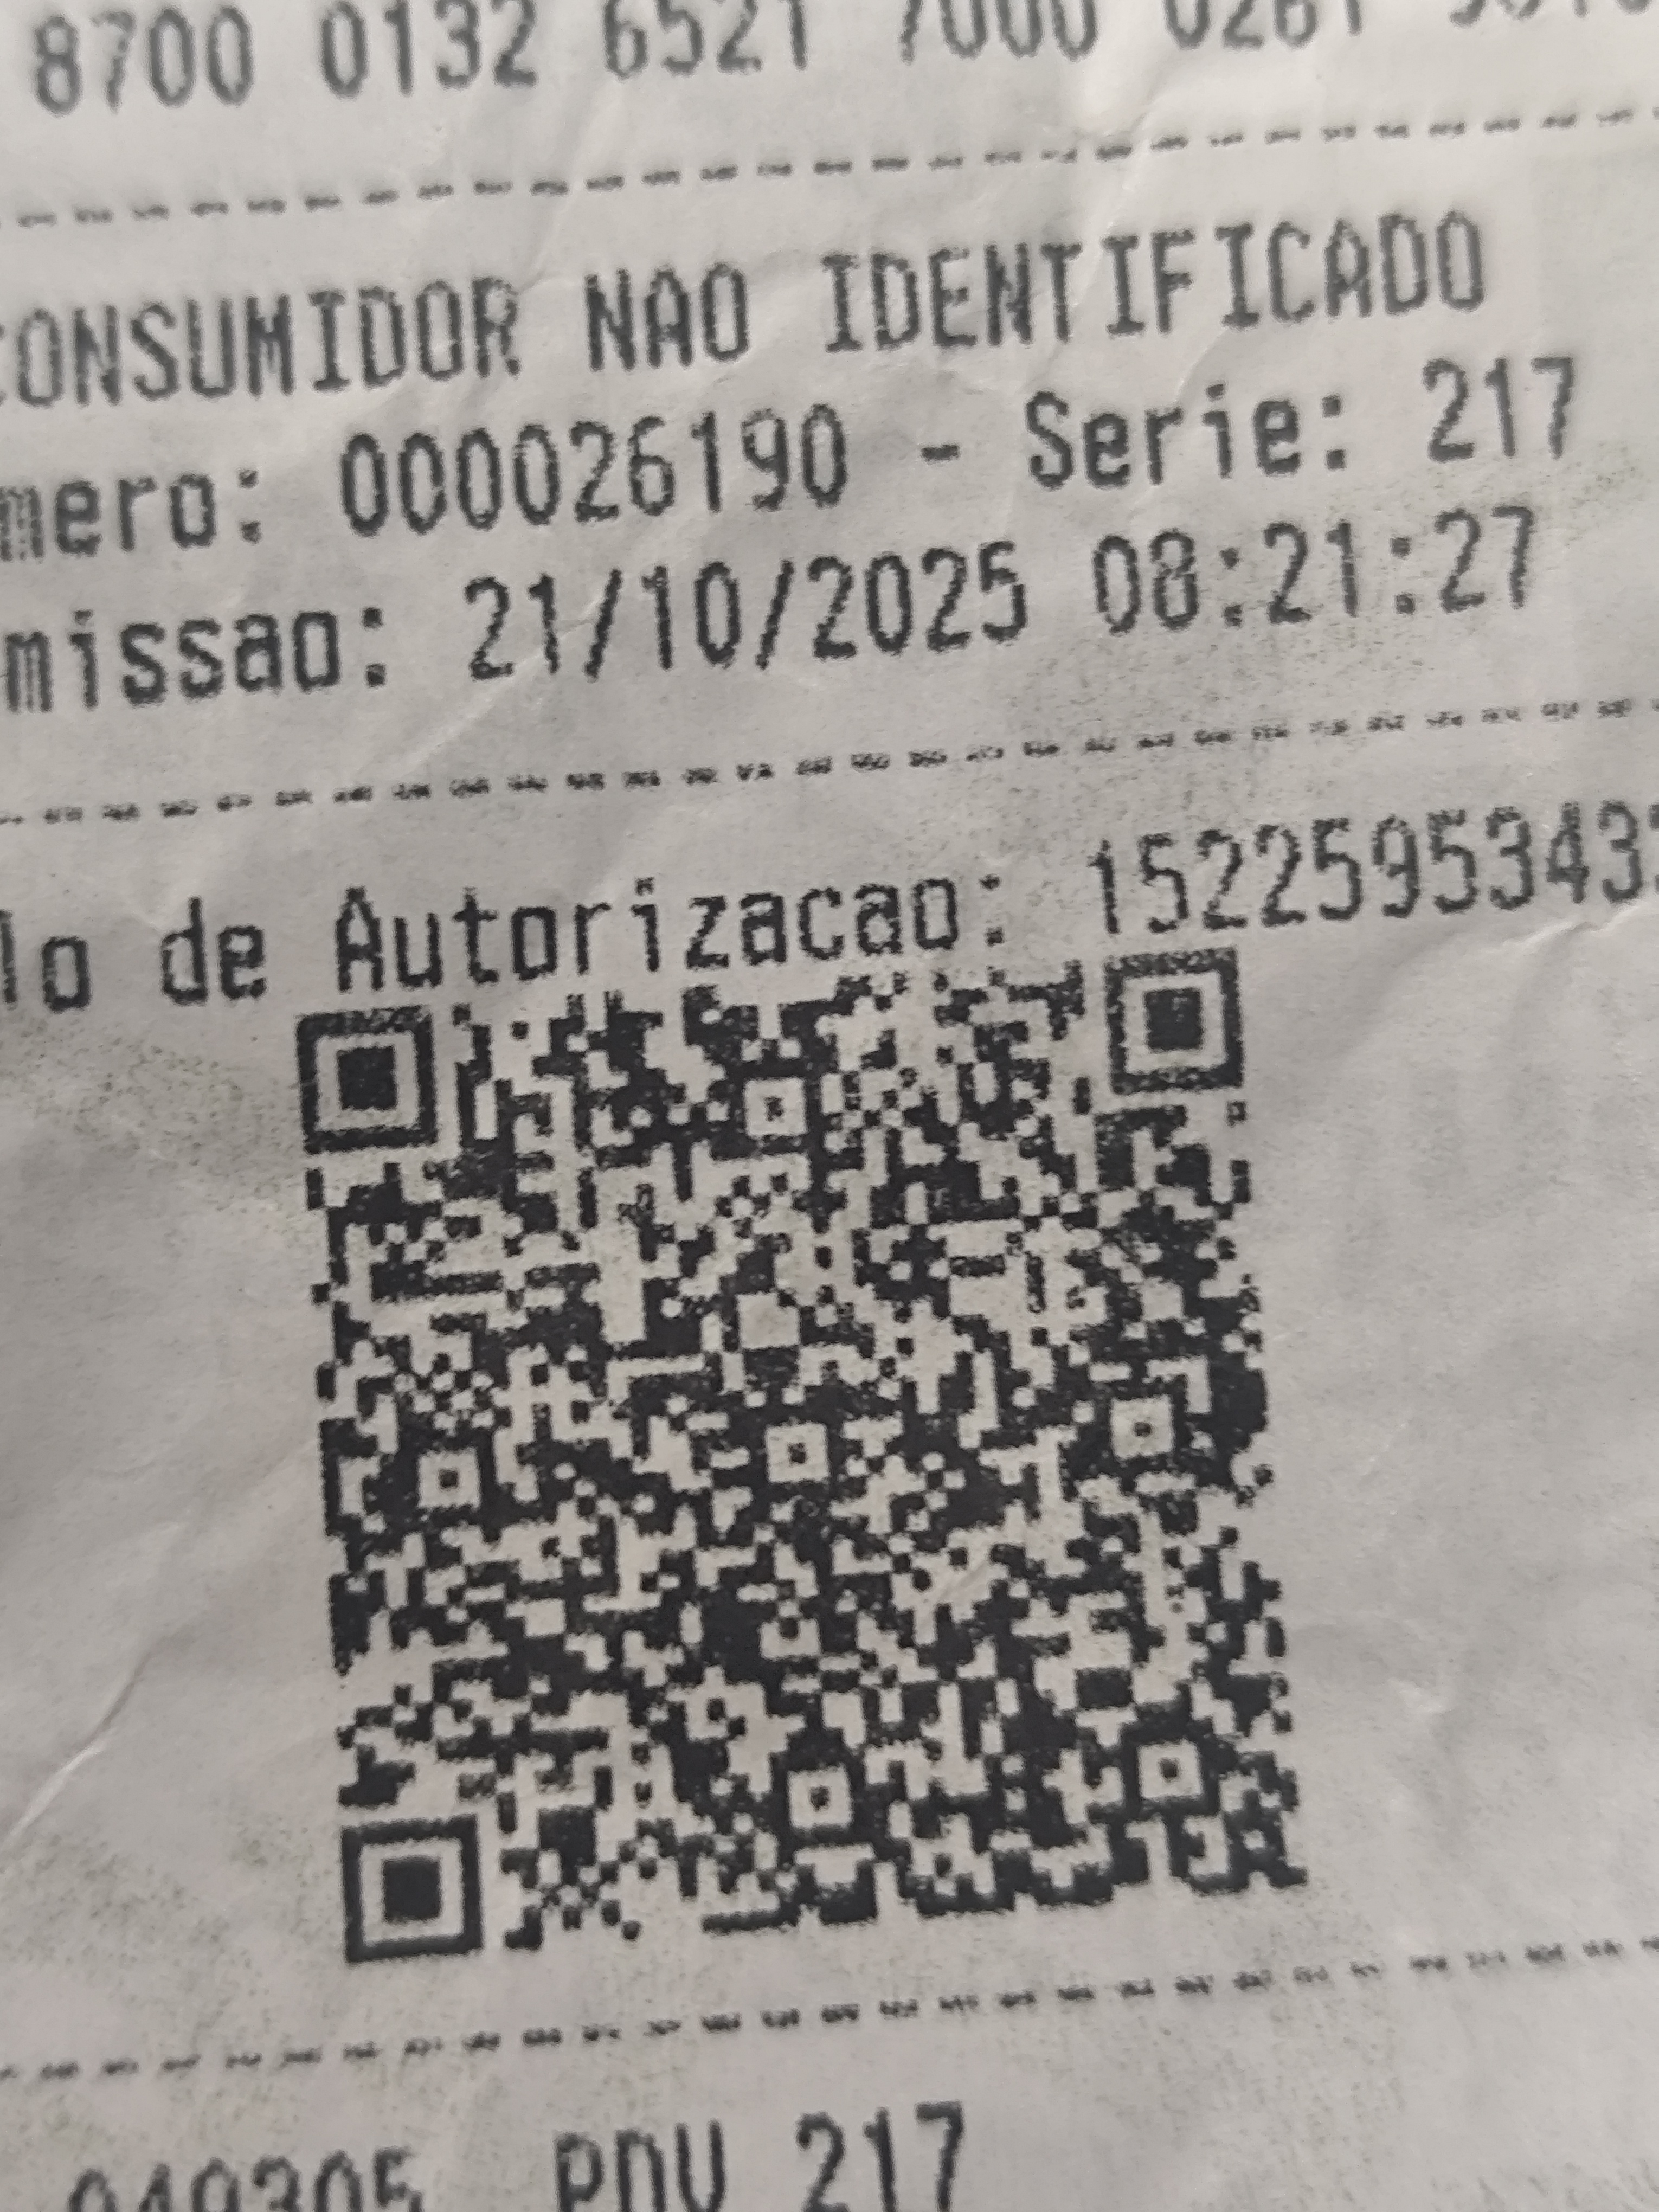 8700 0132 6521 7000 0261
CONSUMIDOR NAO IDENTIFICADO
mero: 000026190 - Serie: 217
missao: 21/10/2025 08:21:27
lo de Autorizacao: 1522595343
PDV 217